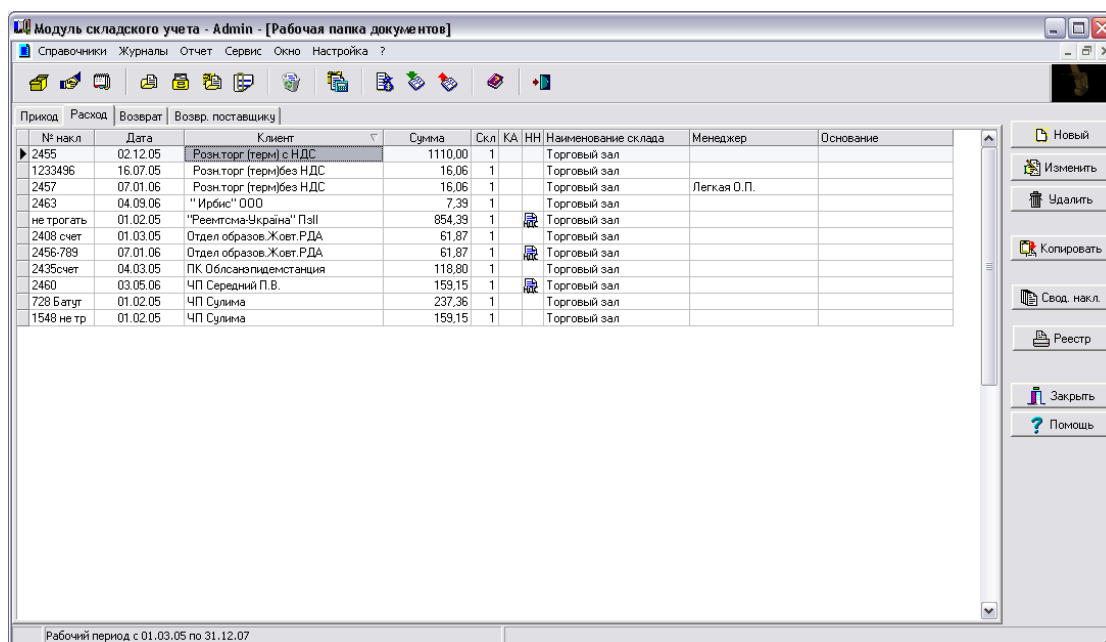 Модуль складского учета - Admin - [Рабочая папка документов]
Справочники Журналы Отчет Сервис Окно Настройка ?
Приход Расход Возврат Возвр. поставщику
№ накл Дата Клиент Сумма Скл КА НН Наименование склада Менеджер Основание
2455 02.12.05 Розн.торг (терм) с НДС 1110,00 1 Торговый зал
1233496 16.07.05 Розн.торг (терм)без НДС 16,06 1 Торговый зал
2457 07.01.06 Розн.торг (терм)без НДС 16,06 1 Торговый зал Легкая О.П.
2463 04.09.06 " Ирбис" ООО 7,39 1 Торговый зал
не трогать 01.02.05 "Реемтсма-Україна" ПзІІ 854,39 1 Торговый зал
2408 счет 01.03.05 Отдел образов.Жовт.РДА 61,87 1 Торговый зал
2456-789 07.01.06 Отдел образов.Жовт.РДА 61,87 1 Торговый зал
2435счет 04.03.05 ПК Облсанэпидемстанция 118,80 1 Торговый зал
2460 03.05.06 ЧП Середний П.В. 159,15 1 Торговый зал
728 Батут 01.02.05 ЧП Сулима 237,36 1 Торговый зал
1548 не тр 01.02.05 ЧП Сулима 159,15 1 Торговый зал
Новый
Изменить
Удалить
Копировать
Свод. накл.
Реестр
Закрыть
Помощь
Рабочий период с 01.03.05 по 31.12.07